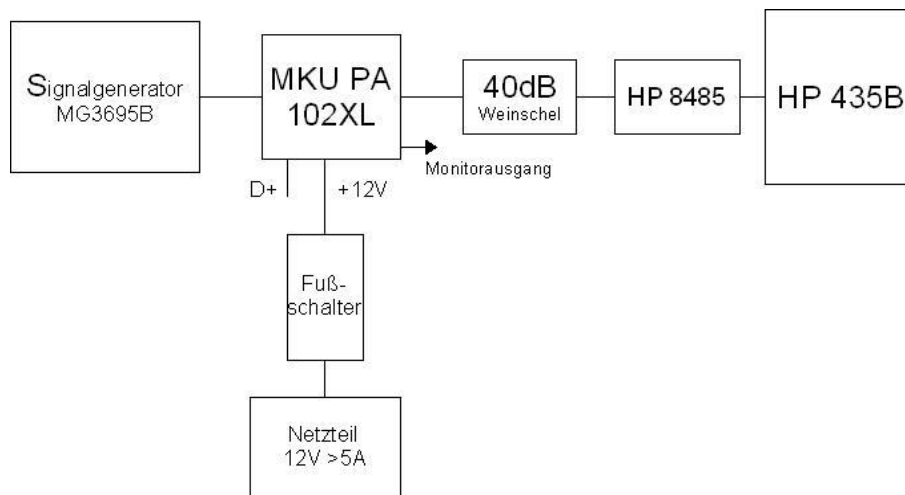 Signalgenerator
MG3695B
MKU PA
102XL
40dB
Weinschel
HP 8485
HP 435B
Monitorausgang
D+
+12V
Fuß-
schalter
Netzteil
12V >5A